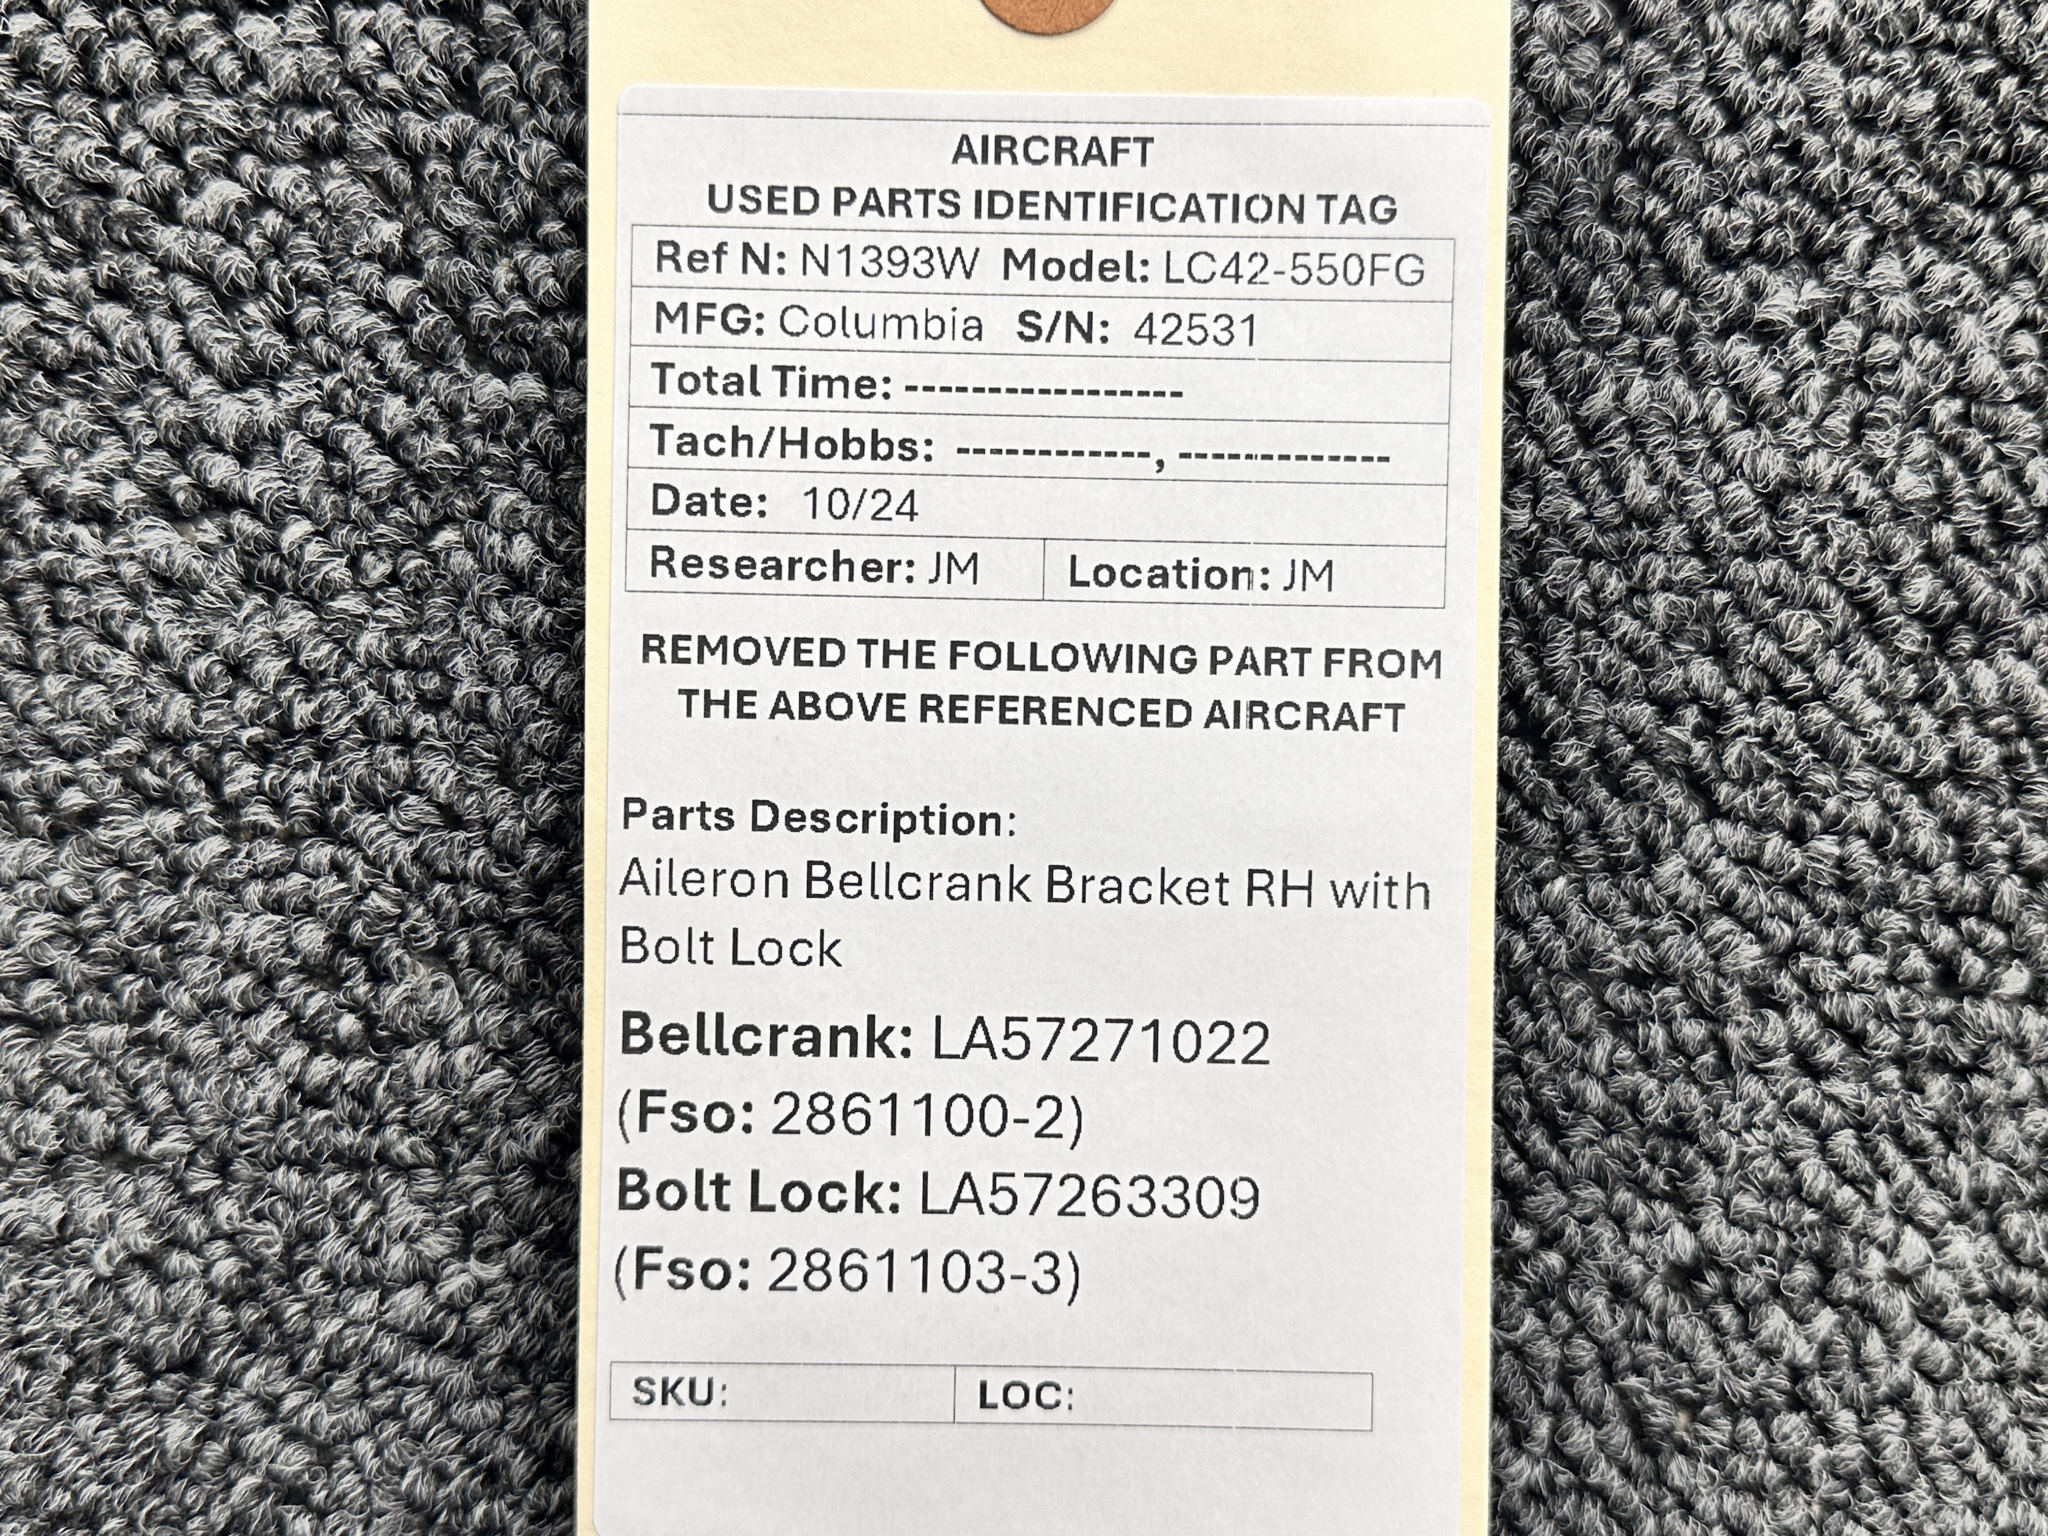 AIRCRAFT
USED PARTS IDENTIFICATION TAG
Ref N: N1393W Model: LC42-550FG
MFG: Columbia S/N: 42531
Total Time: -----------------
Tach/Hobbs: ------------, -------------
Date: 10/24
Researcher: JM Location: JM
REMOVED THE FOLLOWING PART FROM
THE ABOVE REFERENCED AIRCRAFT
Parts Description:
Aileron Bellcrank Bracket RH with
Bolt Lock
Bellcrank: LA57271022
(Fso: 2861100-2)
Bolt Lock: LA57263309
(Fso: 2861103-3)
SKU: LOC: